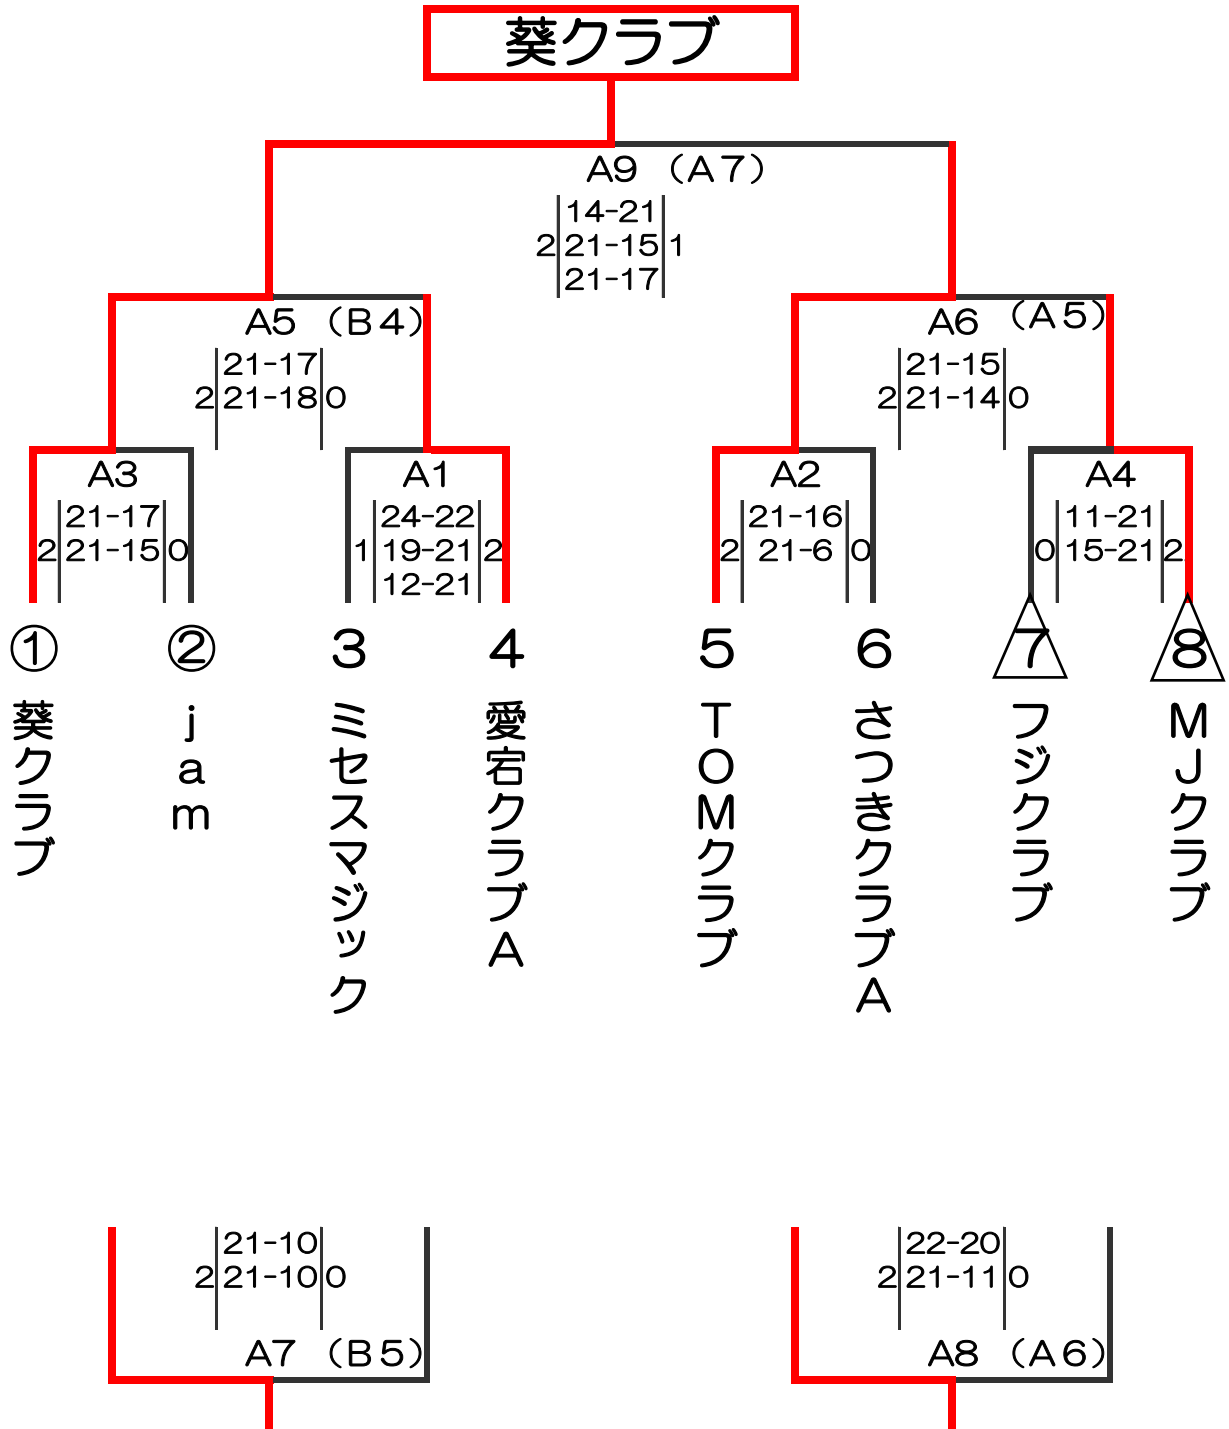 葵クラブ
A9 (A7)
14-21
2 21-15 1
21-17
A5 (B4)
21-17
2 21-18 0
A6 (A5)
21-15
2 21-14 0
A3
21-17
2 21-15 0
A1
24-22
1 19-21 2
12-21
A2
21-16
2 21-6 0
A4
11-21
0 15-21 2
① ② 3 4 5 6 7 8
葵クラブ
jam
ミセスマジック
愛宕クラブA
TOMクラブ
さつきクラブA
フジクラブ
MJクラブ
21-10
2 21-10 0
A7 (B5)
22-20
2 21-11 0
A8 (A6)